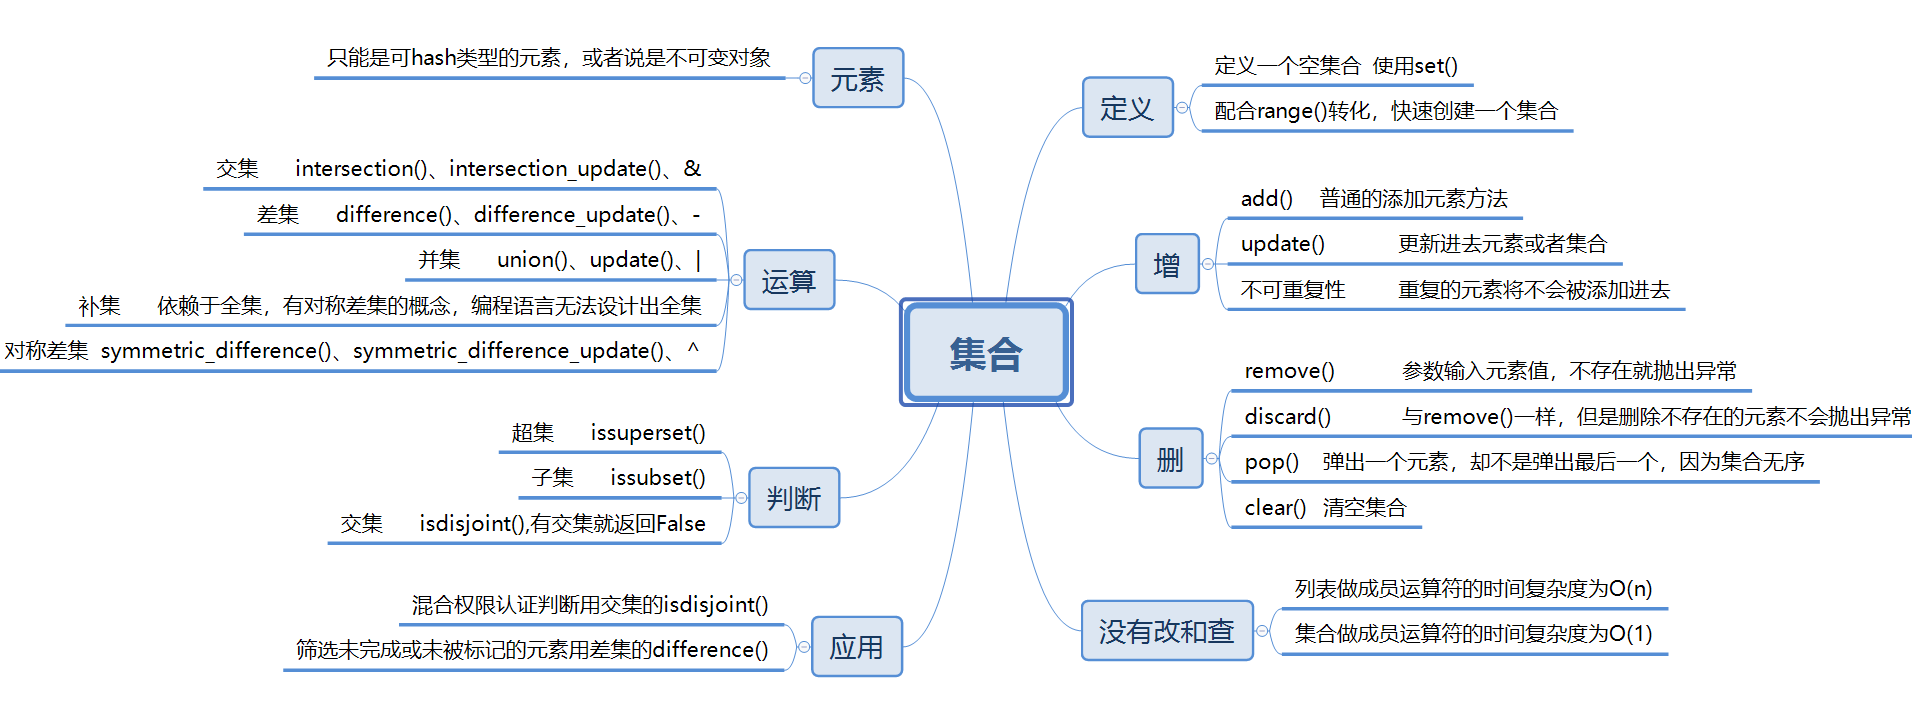 集合
定义
定义一个空集合 使用set()
配合range()转化，快速创建一个集合
增
add() 普通的添加元素方法
update() 更新进去元素或者集合
不可重复性 重复的元素将不会被添加进去
删
remove() 参数输入元素值，不存在就抛出异常
discard() 与remove()一样，但是删除不存在的元素不会抛出异常
pop() 弹出一个元素，却不是弹出最后一个，因为集合无序
clear() 清空集合
没有改和查
列表做成员运算符的时间复杂度为O(n)
集合做成员运算符的时间复杂度为O(1)
元素
只能是可hash类型的元素，或者说是不可变对象
运算
交集 intersection()、intersection_update()、&
差集 difference()、difference_update()、-
并集 union()、update()、|
补集 依赖于全集，有对称差集的概念，编程语言无法设计出全集
对称差集 symmetric_difference()、symmetric_difference_update()、^
判断
超集 issuperset()
子集 issubset()
交集 isdisjoint(),有交集就返回False
应用
混合权限认证判断用交集的isdisjoint()
筛选未完成或未被标记的元素用差集的difference()